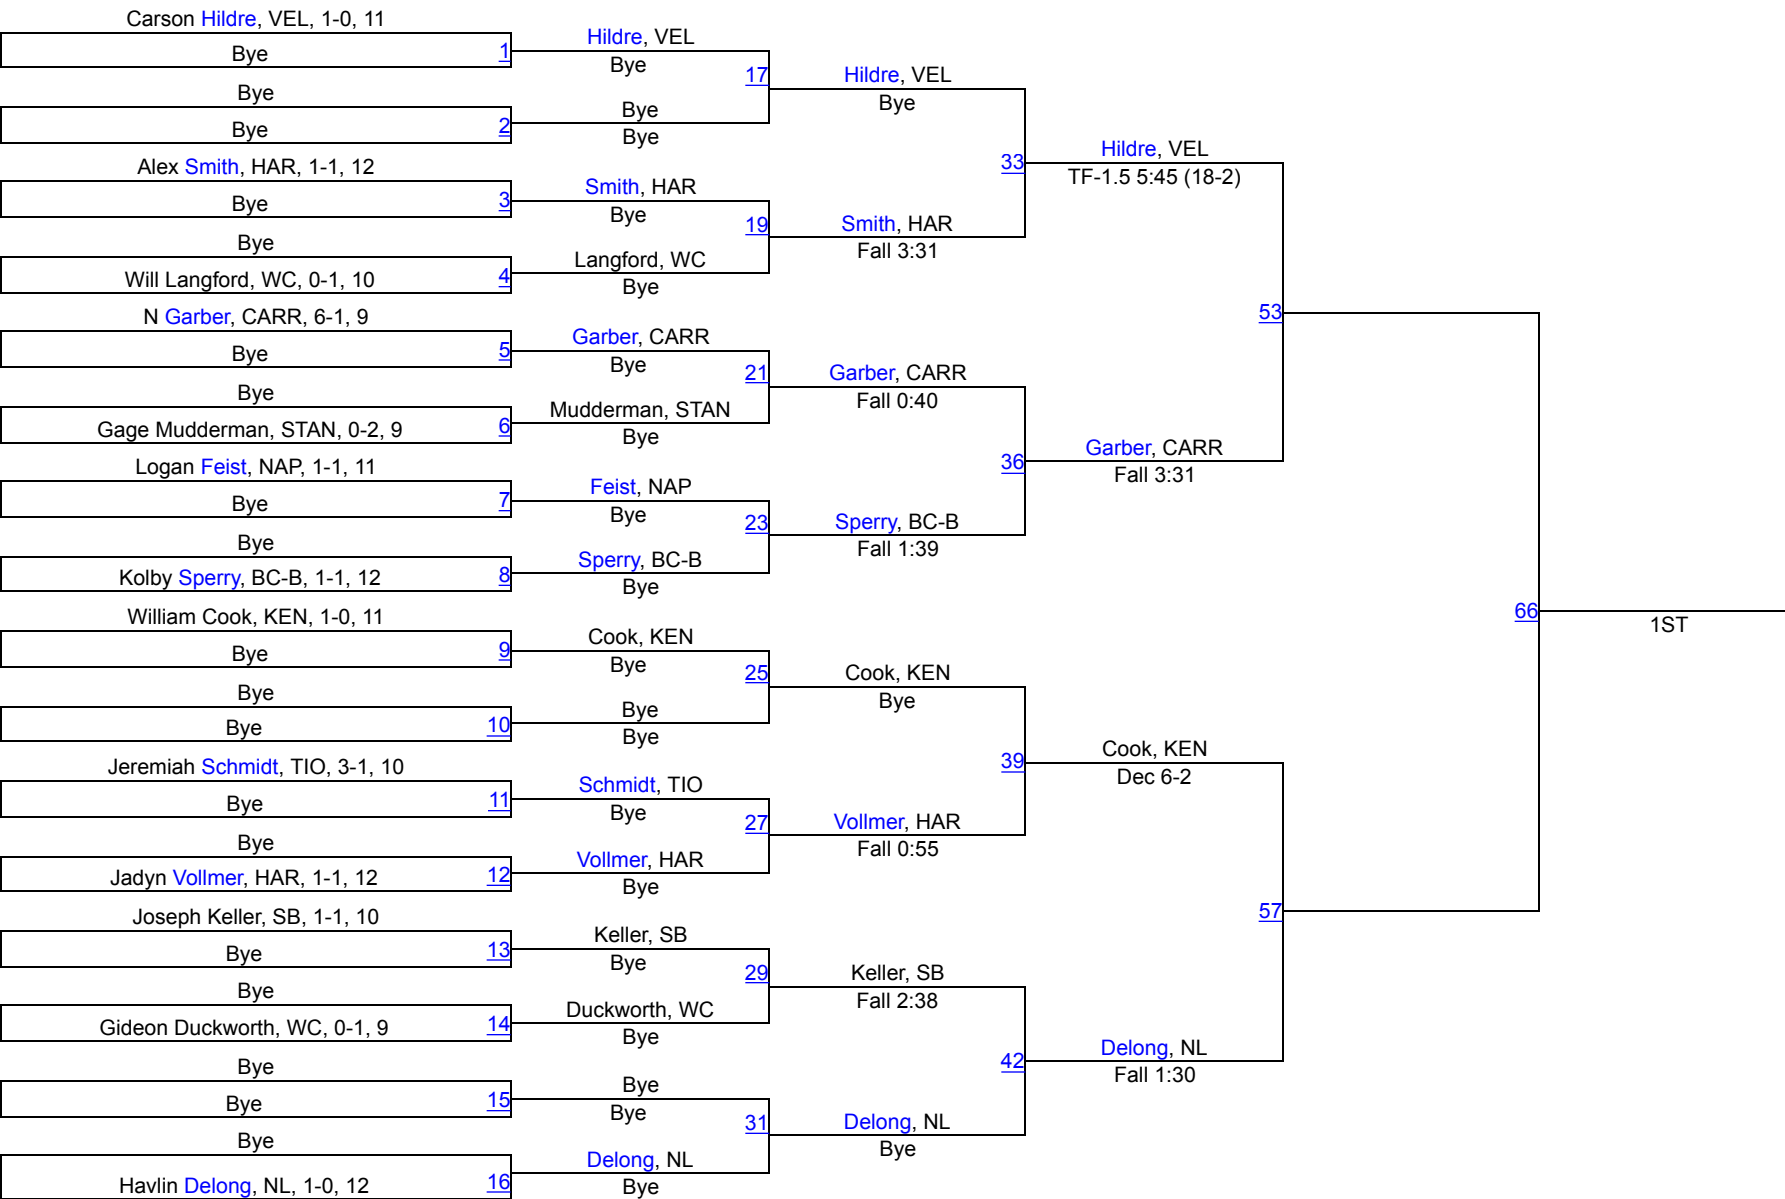 Carson Hildre, VEL, 1-0, 11
Bye
1
Bye
Bye
2
Alex Smith, HAR, 1-1, 12
Bye
3
Bye
Will Langford, WC, 0-1, 10
4
N Garber, CARR, 6-1, 9
Bye
5
Bye
Gage Mudderman, STAN, 0-2, 9
6
Logan Feist, NAP, 1-1, 11
Bye
7
Bye
Kolby Sperry, BC-B, 1-1, 12
8
William Cook, KEN, 1-0, 11
Bye
9
Bye
Bye
10
Jeremiah Schmidt, TIO, 3-1, 10
Bye
11
Bye
Jadyn Vollmer, HAR, 1-1, 12
12
Joseph Keller, SB, 1-1, 10
Bye
13
Bye
Gideon Duckworth, WC, 0-1, 9
14
Bye
Bye
15
Bye
Havlin Delong, NL, 1-0, 12
16
Hildre, VEL
Bye
17
Bye
Bye
Smith, HAR
Bye
19
Langford, WC
Bye
Garber, CARR
Bye
21
Mudderman, STAN
Bye
Feist, NAP
Bye
23
Sperry, BC-B
Bye
Cook, KEN
Bye
25
Bye
Bye
Schmidt, TIO
Bye
27
Vollmer, HAR
Bye
Keller, SB
Bye
29
Duckworth, WC
Bye
Bye
Bye
31
Delong, NL
Bye
Hildre, VEL
Bye
33
Smith, HAR
Fall 3:31
Garber, CARR
Fall 0:40
36
Sperry, BC-B
Fall 1:39
Cook, KEN
Bye
39
Vollmer, HAR
Fall 0:55
Keller, SB
Fall 2:38
42
Delong, NL
Bye
Hildre, VEL
TF-1.5 5:45 (18-2)
53
Garber, CARR
Fall 3:31
Cook, KEN
Dec 6-2
57
Delong, NL
Fall 1:30
66
1ST